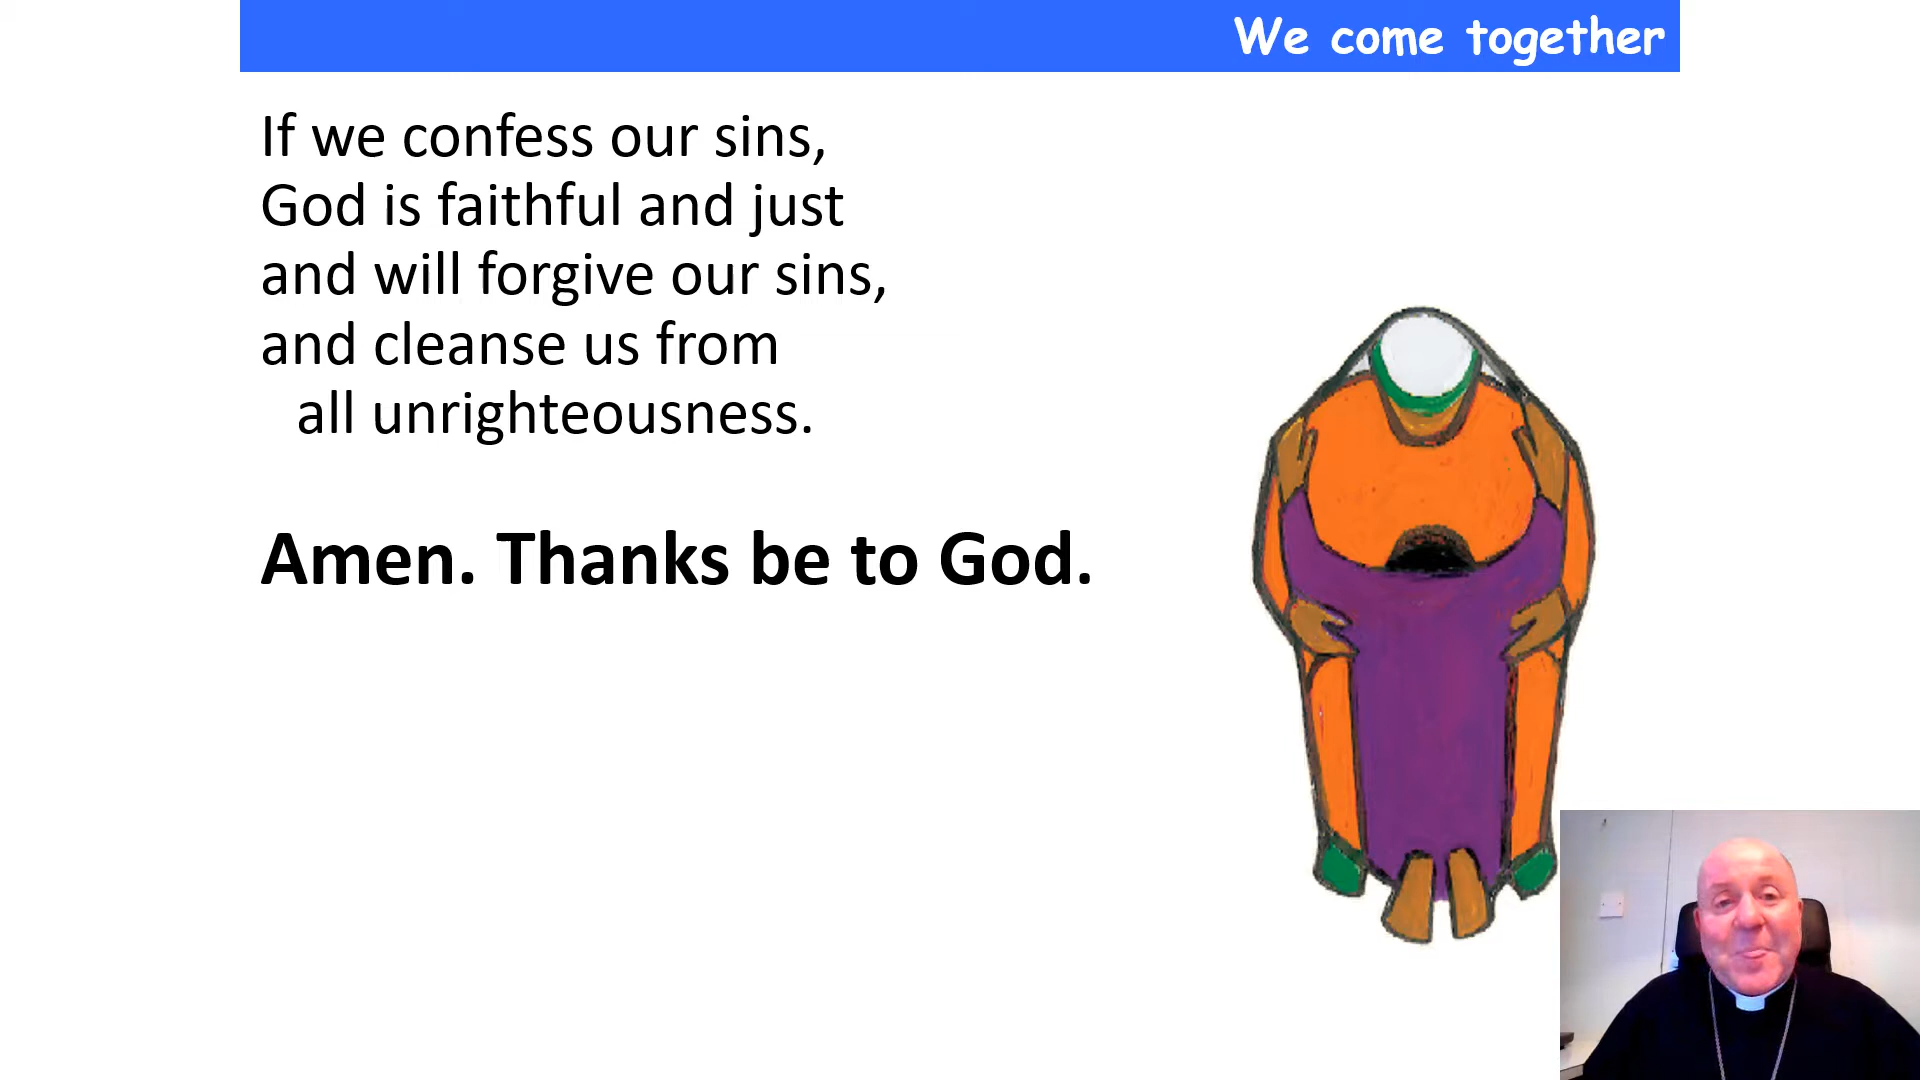 We come together
If we confess our sins,
God is faithful and just
and will forgive our sins,
and cleanse us from
all unrighteousness.
Amen. Thanks be to God.